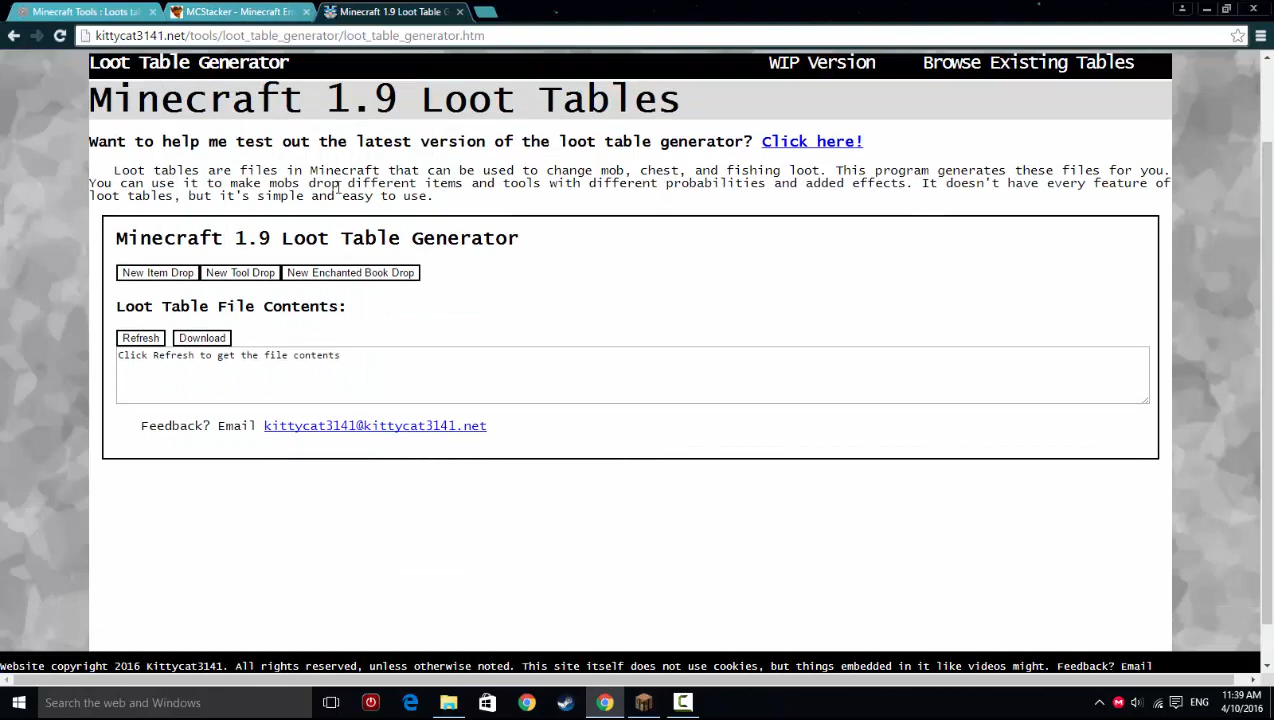 Minecraft Tools : Loots ta
MCStacker - Minecraft En
Minecraft 1.9 Loot Table G
kittycat3141.net/tools/loot_table_generator/loot_table_generator.htm
Loot Table Generator WIP Version Browse Existing Tables
Minecraft 1.9 Loot Tables
Want to help me test out the latest version of the loot table generator? Click here!
Loot tables are files in Minecraft that can be used to change mob, chest, and fishing loot. This program generates these files for you.
You can use it to make mobs drop different items and tools with different probabilities and added effects. It doesn't have every feature of
loot tables, but it's simple and easy to use.
Minecraft 1.9 Loot Table Generator
New Item Drop New Tool Drop New Enchanted Book Drop
Loot Table File Contents:
Refresh Download
Click Refresh to get the file contents
Feedback? Email kittycat3141@kittycat3141.net
Website copyright 2016 Kittycat3141. All rights reserved, unless otherwise noted. This site itself does not use cookies, but things embedded in it like videos might. Feedback? Email
Search the web and Windows
ENG
11:39 AM
4/10/2016